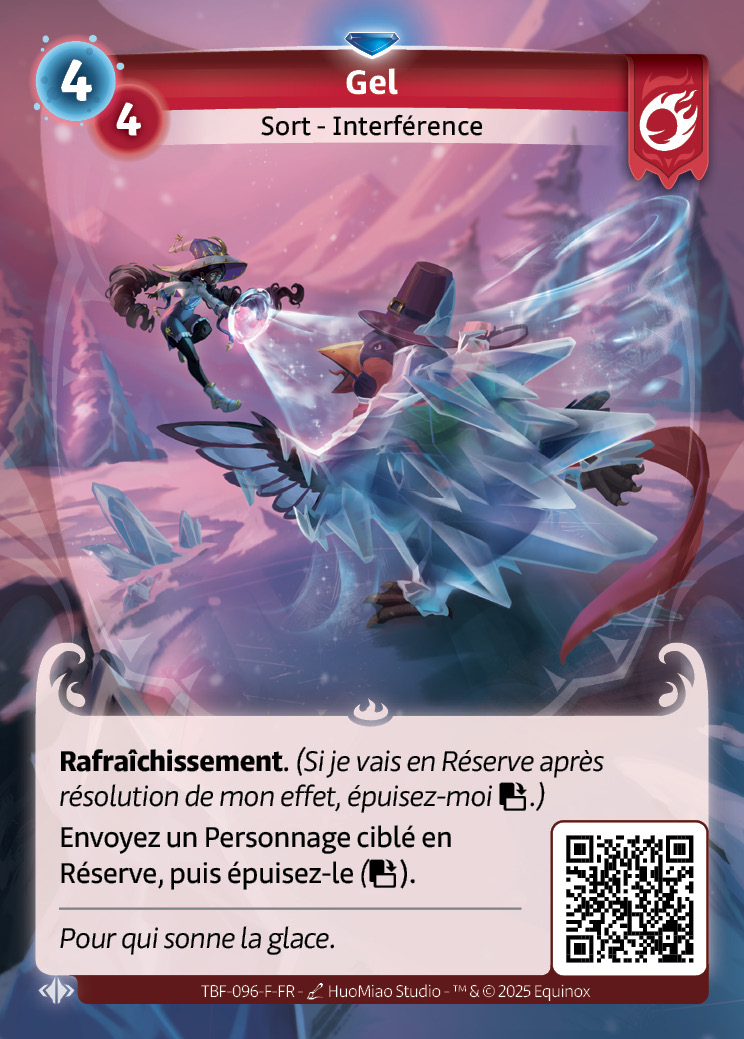 4
Gel
4
Sort - Interférence
Rafraîchissement. (Si je vais en Réserve après
résolution de mon effet, épuisez-moi .)
Envoyez un Personnage ciblé en
Réserve, puis épuisez-le ( ).
Pour qui sonne la glace.
TBF-096-F-FR - HuoMiao Studio - ™ & © 2025 Equinox